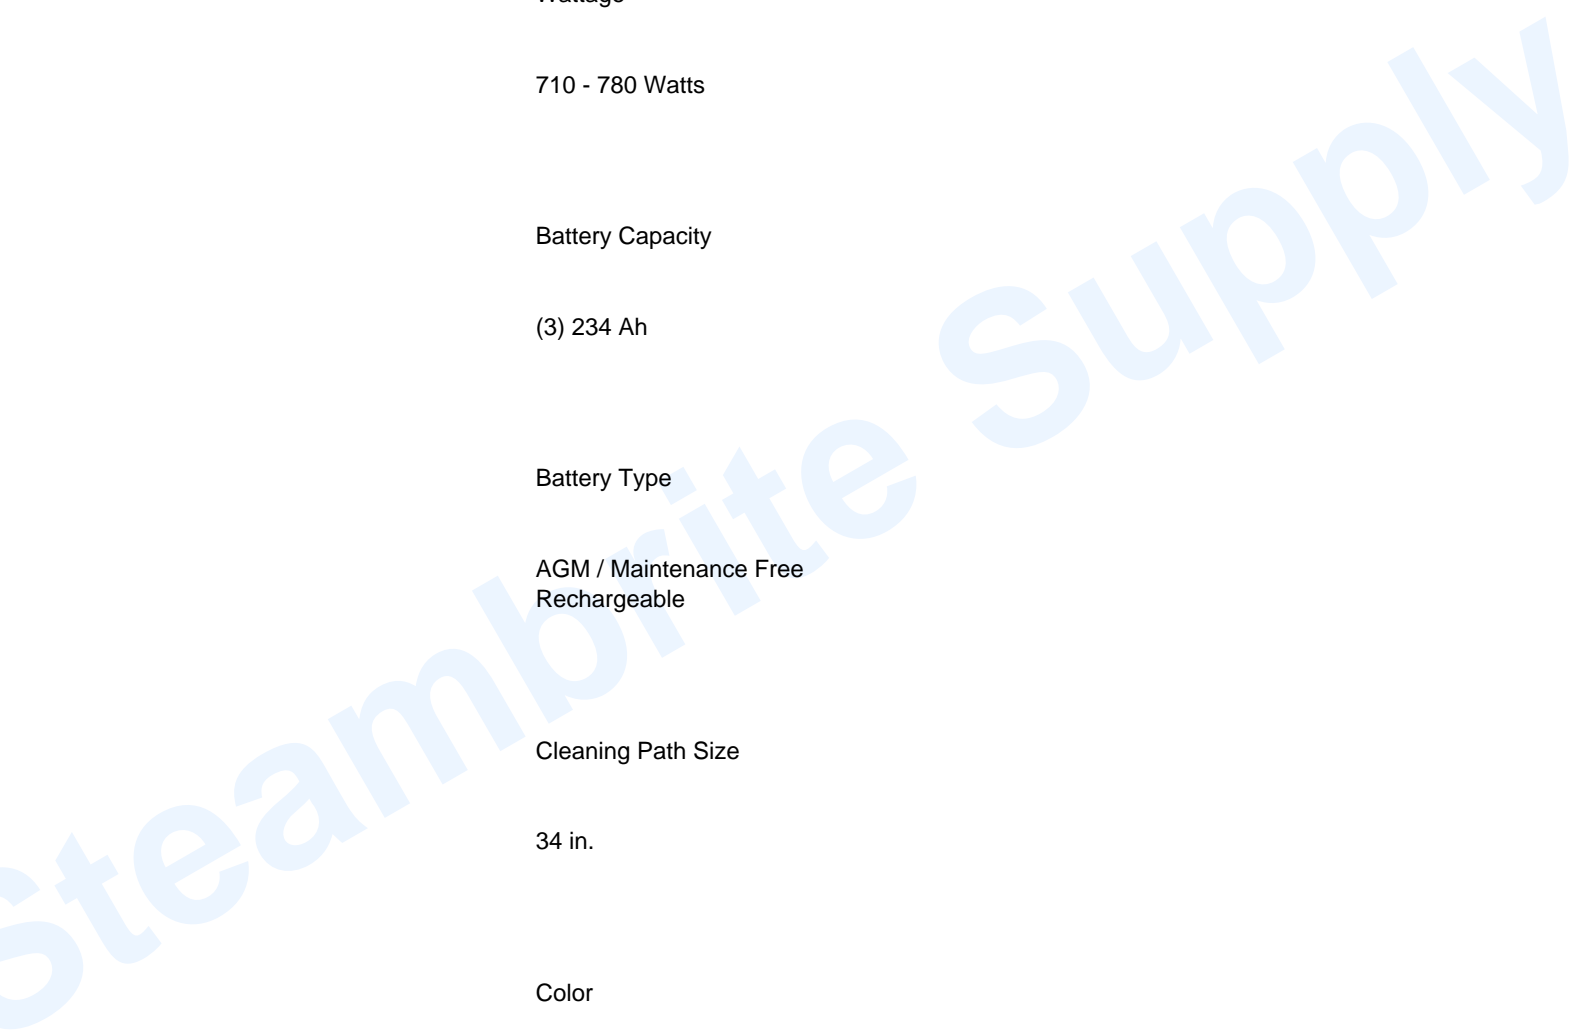 Wattage
710 - 780 Watts
Battery Capacity
(3) 234 Ah
Battery Type
AGM / Maintenance Free
Rechargeable
Cleaning Path Size
34 in.
Color
Steambrite Supply